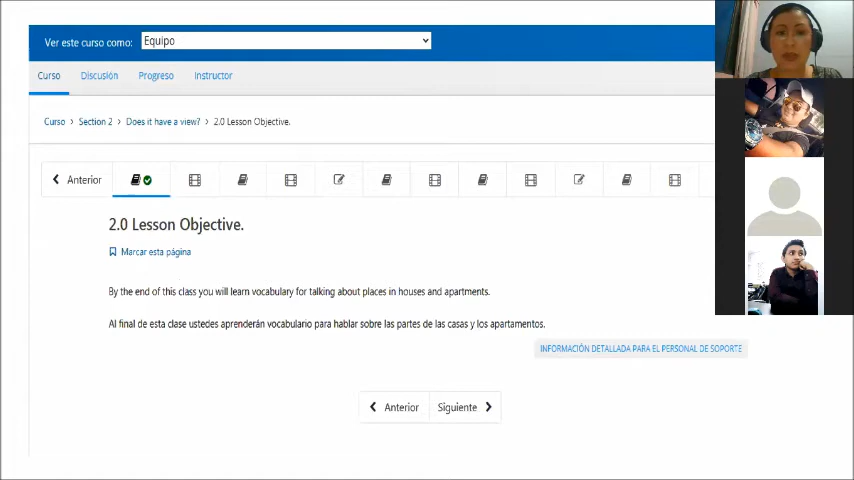 Ver este curso como: Equipo
Curso Discusión Progreso Instructor
Curso > Section 2 > Does it have a view? > 2.0 Lesson Objective.
Anterior
2.0 Lesson Objective.
Marcar esta página
By the end of this class you will learn vocabulary for talking about places in houses and apartments.
Al final de esta clase ustedes aprenderán vocabulario para hablar sobre las partes de las casas y los apartamentos.
INFORMACIÓN DETALLADA PARA EL PERSONAL DE SOPORTE
Anterior Siguiente